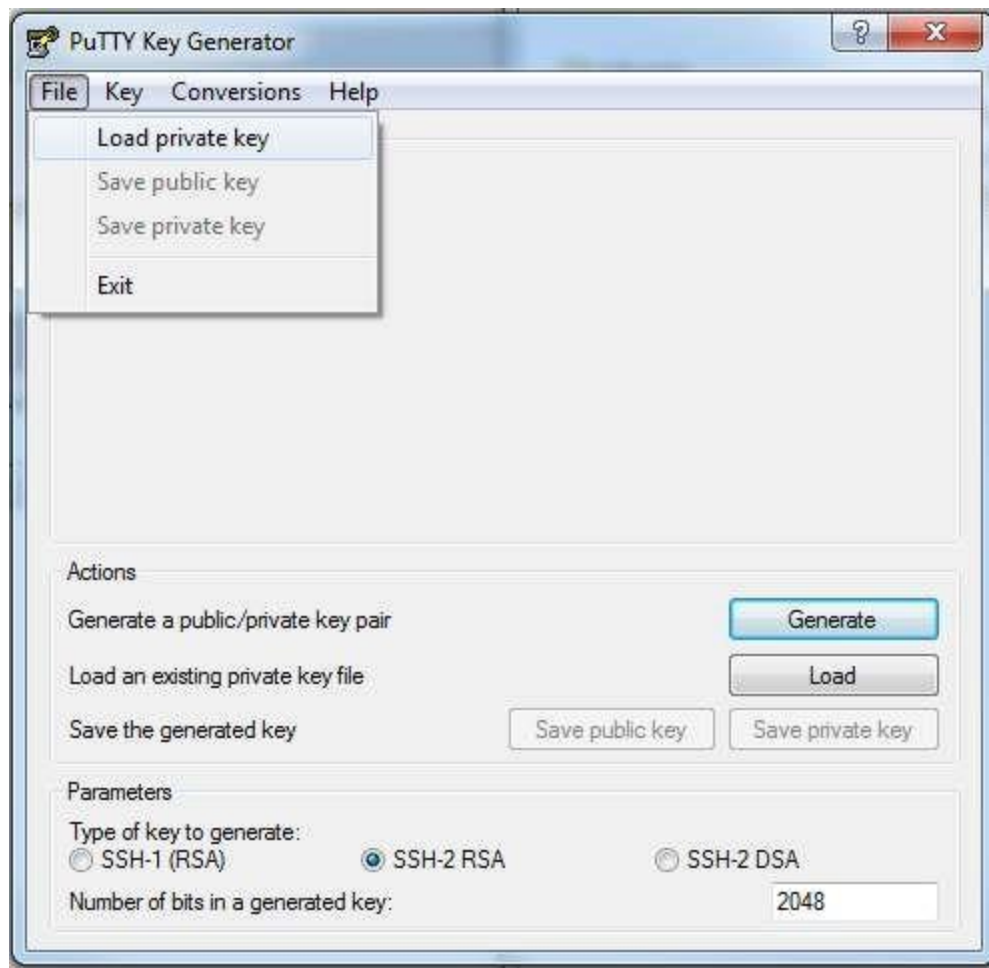 PuTTY Key Generator
?
X
File Key Conversions Help
Load private key
Save public key
Save private key
Exit
Actions
Generate a public/private key pair Generate
Load an existing private key file Load
Save the generated key Save public key Save private key
Parameters
Type of key to generate:
SSH-1 (RSA) SSH-2 RSA SSH-2 DSA
Number of bits in a generated key: 2048